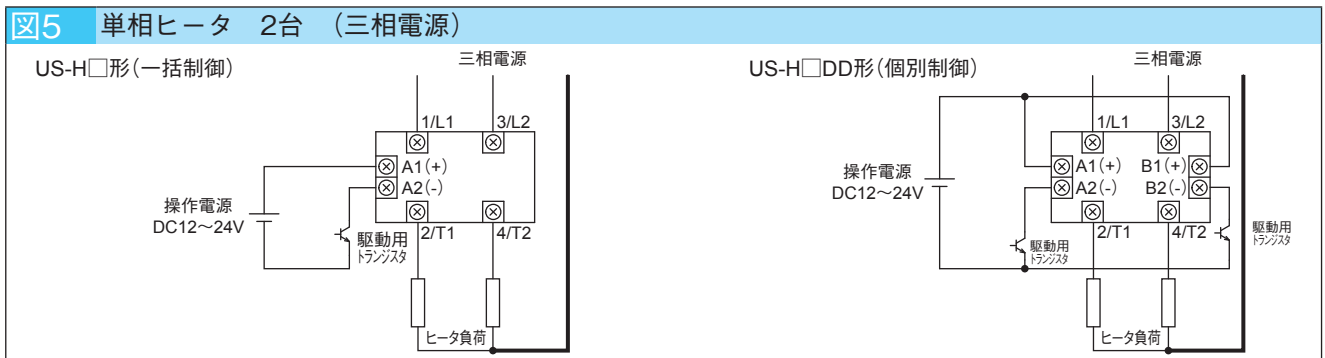 図5 単相ヒータ 2台 (三相電源)
US-H□形(一括制御)
三相電源
1/L1
3/L2
A1(+)
A2(-)
操作電源
DC12～24V
駆動用
トランジスタ
2/T1
4/T2
ヒータ負荷
US-H□DD形(個別制御)
三相電源
1/L1
3/L2
A1(+)
B1(+)
A2(-)
B2(-)
操作電源
DC12～24V
駆動用
トランジスタ
2/T1
4/T2
駆動用
トランジスタ
ヒータ負荷